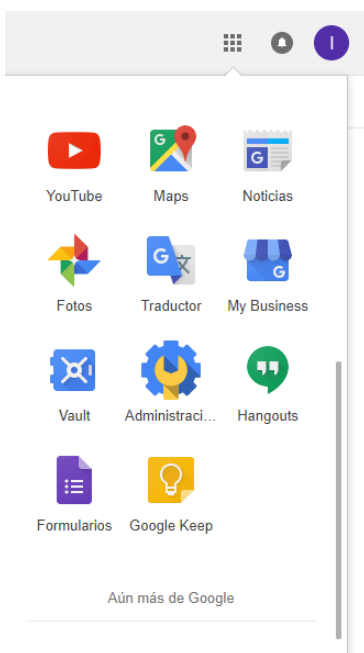 I
YouTube Maps Noticias
Fotos Traductor My Business
Vault Administraci... Hangouts
Formularios Google Keep
Aún más de Google